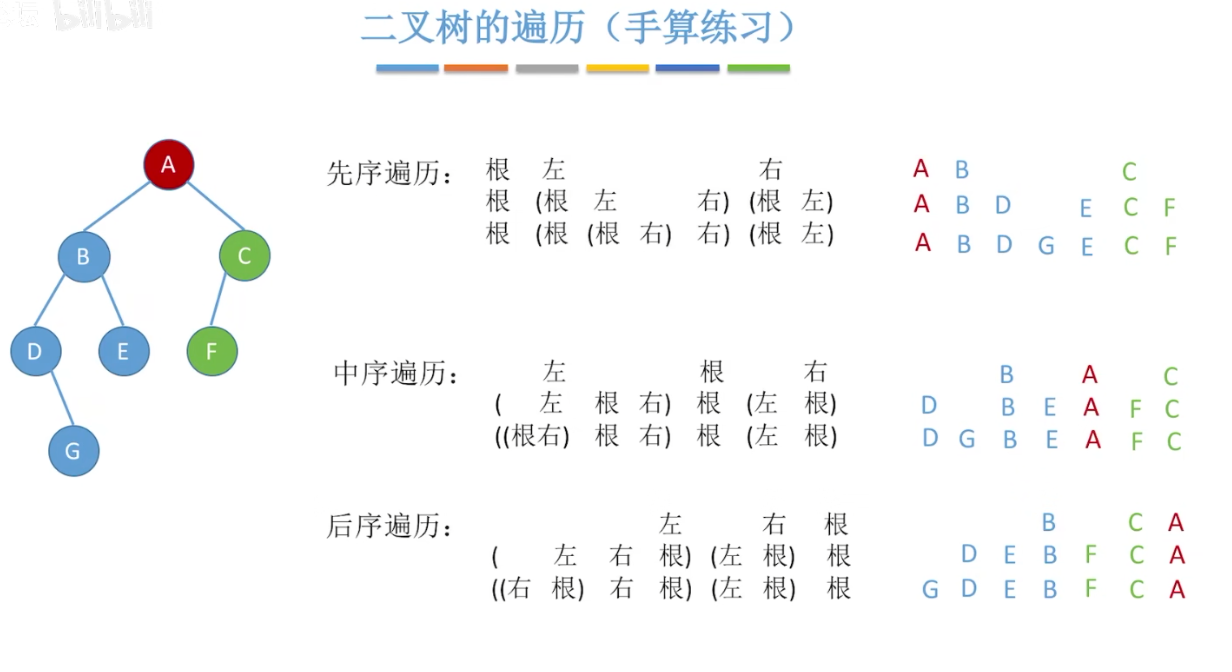 bilibili
二叉树的遍历（手算练习）
A
B C
D E F
G
先序遍历： 根 左 右 A B C
根 (根 左 右) (根 左) A B D E C F
根 (根 (根 右) 右) (根 左) A B D G E C F
中序遍历： 左 根 右 B A C
( 左 根 右) 根 (左 根) D B E A F C
((根右) 根 右) 根 (左 根) D G B E A F C
后序遍历： 左 右 根 B C A
( 左 右 根) (左 根) 根 D E B F C A
((右 根) 右 根) (左 根) 根 G D E B F C A